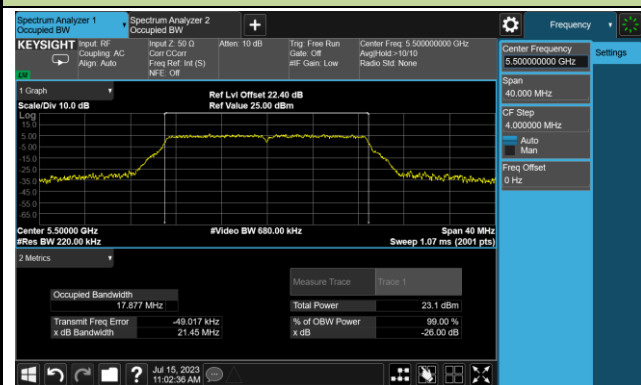 Spectrum Analyzer 1
Occupied BW
Spectrum Analyzer 2
Occupied BW
+
Frequency
KEYSIGHT
Input: RF
Coupling: AC
Align: Auto
Input Z: 50 Ω
Corr CCorr
Freq Ref: Int (S)
NFE: Off
Atten: 10 dB
Trig: Free Run
Gate: Off
#IF Gain: Low
Center Freq: 5.500000000 GHz
Avg|Hold:>10/10
Radio Std: None
Center Frequency
5.500000000 GHz
Settings
Span
40.000 MHz
CF Step
4.000000 MHz
Auto
Man
Freq Offset
0 Hz
1 Graph
Scale/Div 10.0 dB
Ref Lvl Offset 22.40 dB
Ref Value 25.00 dBm
Log
15.0
5.00
-5.00
-15.0
-25.0
-35.0
-45.0
-55.0
-65.0
Center 5.50000 GHz
#Res BW 220.00 kHz
#Video BW 680.00 kHz
Span 40 MHz
Sweep 1.07 ms (2001 pts)
2 Metrics
Measure Trace
Trace 1
Occupied Bandwidth
17.877 MHz
Total Power
23.1 dBm
Transmit Freq Error
-49.017 kHz
% of OBW Power
99.00 %
x dB Bandwidth
21.45 MHz
x dB
-26.00 dB
?
Jul 15, 2023
11:02:36 AM